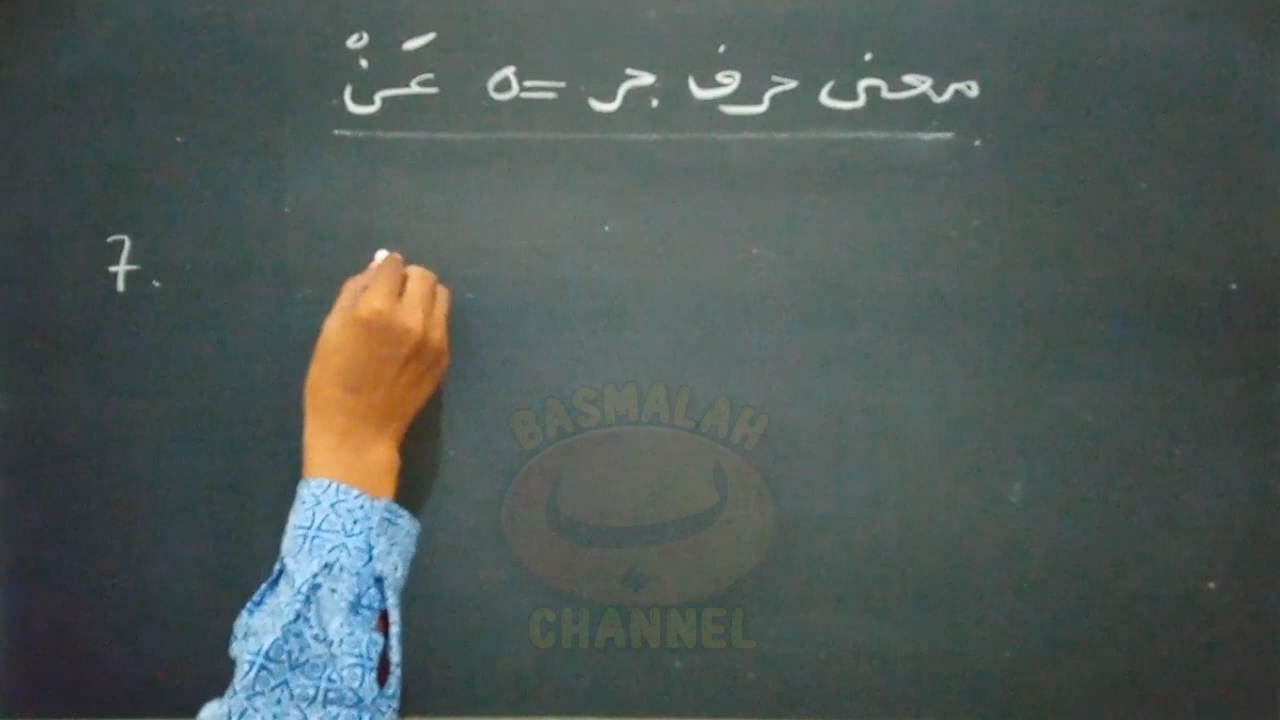 معنى حرف جر = ٥ عَنْ
7.
BASMALAH
ب
CHANNEL